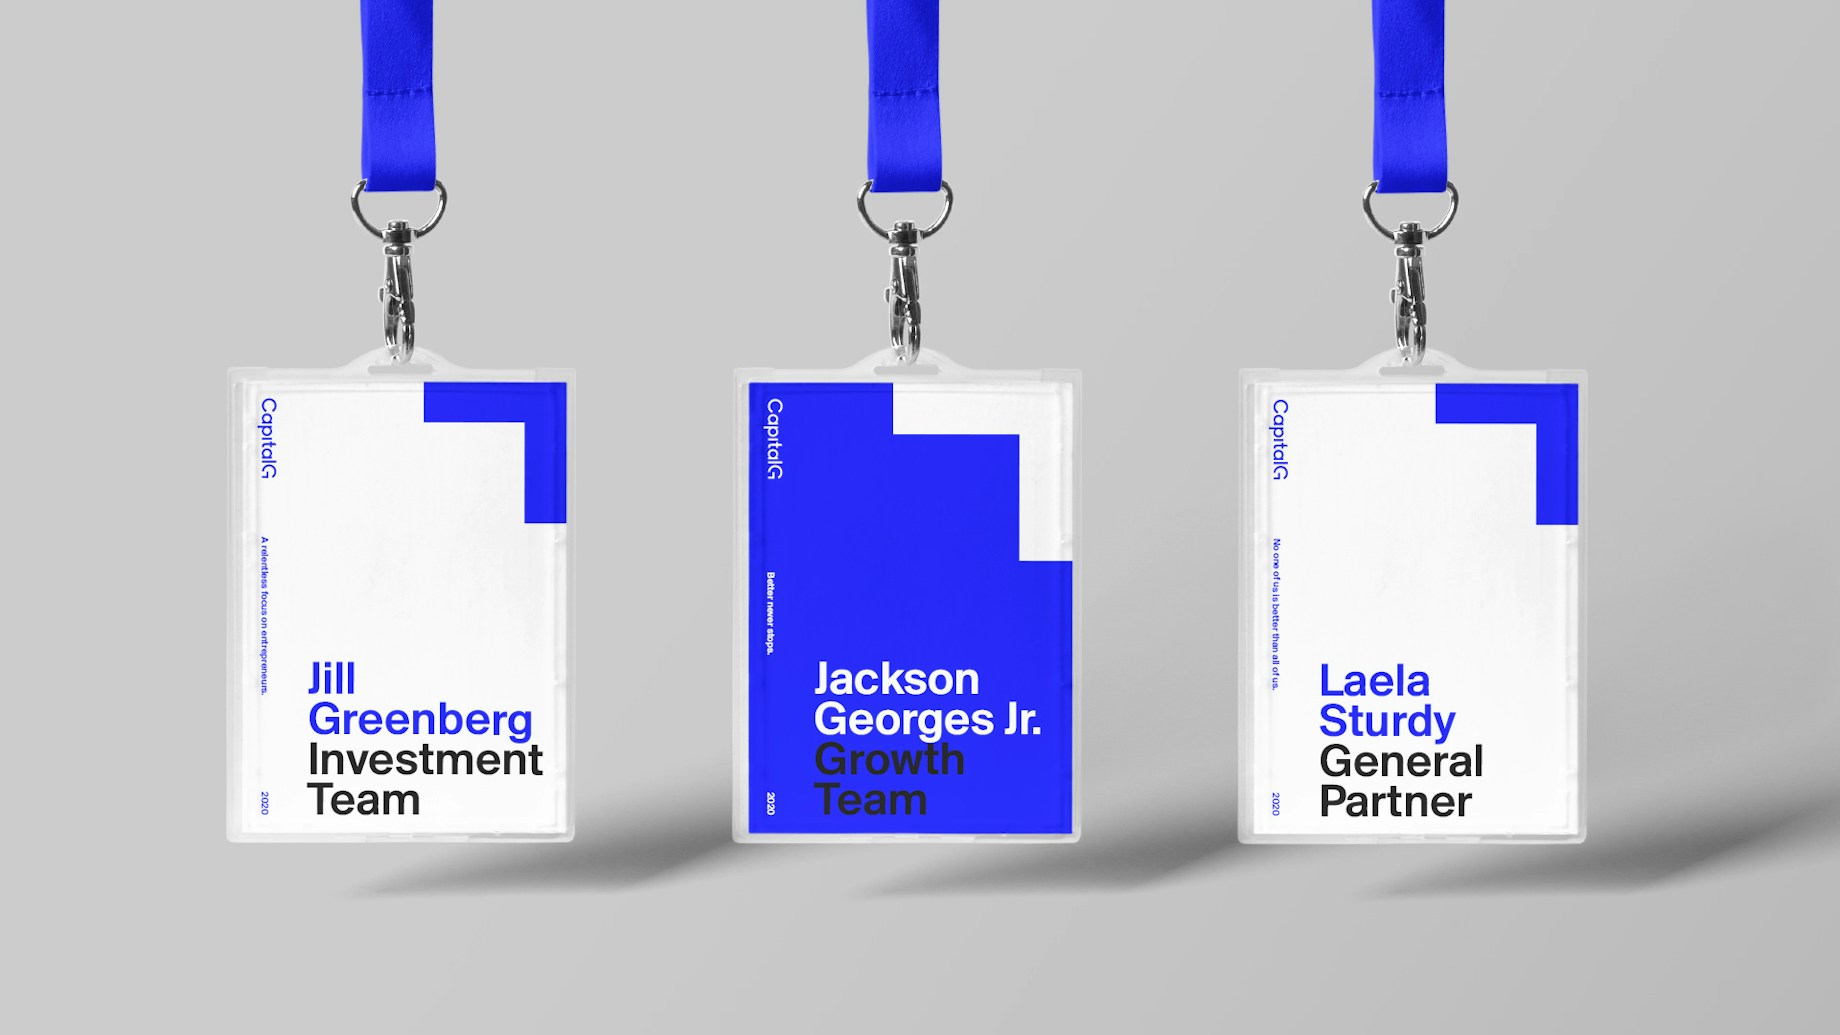 CapitalG
A relentless focus on entrepreneurs.
2020
Jill
Greenberg
Investment
Team
CapitalG
Better never stops.
2020
Jackson
Georges Jr.
Growth
Team
CapitalG
No one of us is better than all of us.
2020
Laela
Sturdy
General
Partner